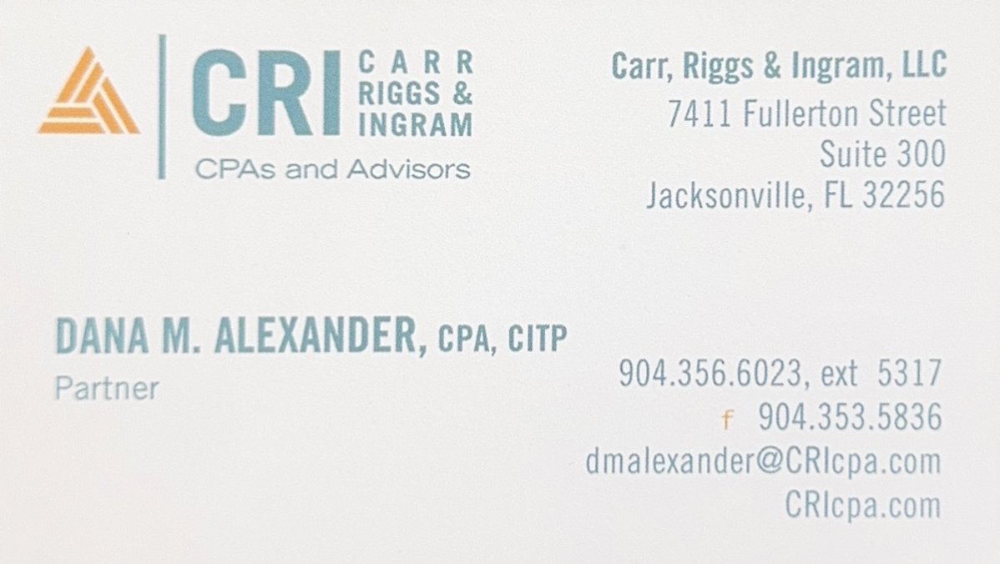 CRI
CARR
RIGGS &
INGRAM
CPAs and Advisors
Carr, Riggs & Ingram, LLC
7411 Fullerton Street
Suite 300
Jacksonville, FL 32256
DANA M. ALEXANDER, CPA, CITP
Partner
904.356.6023, ext 5317
f 904.353.5836
dmalexander@CRIcpa.com
CRIcpa.com